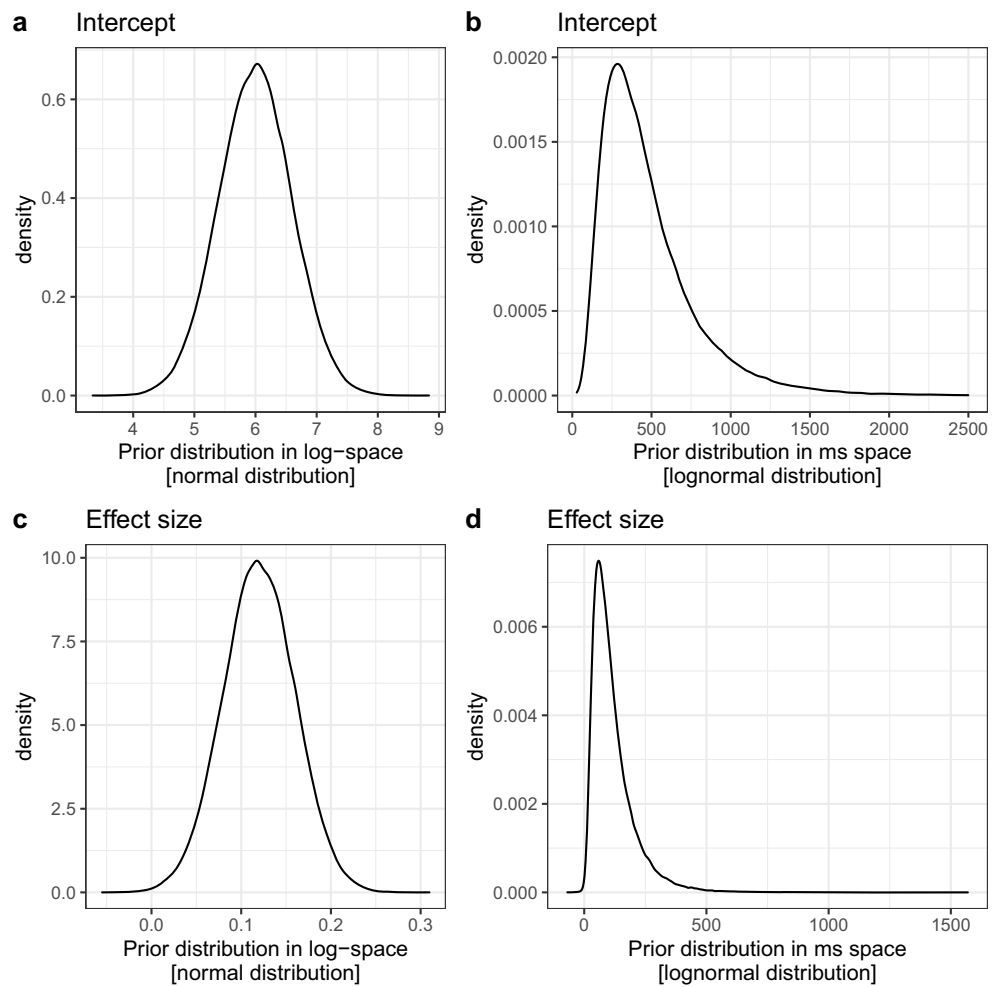 a Intercept
density
0.6
0.4
0.2
0.0
4 5 6 7 8 9
Prior distribution in log−space
[normal distribution]
b Intercept
density
0.0020
0.0015
0.0010
0.0005
0.0000
0 500 1000 1500 2000 2500
Prior distribution in ms space
[lognormal distribution]
c Effect size
density
10.0
7.5
5.0
2.5
0.0
0.0 0.1 0.2 0.3
Prior distribution in log−space
[normal distribution]
d Effect size
density
0.006
0.004
0.002
0.000
0 500 1000 1500
Prior distribution in ms space
[lognormal distribution]